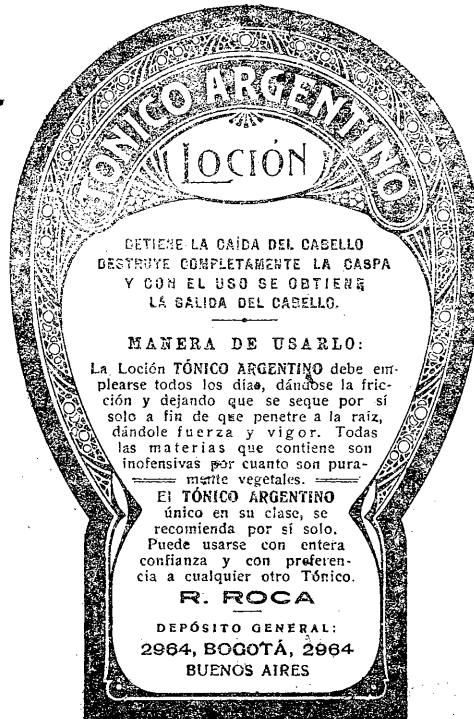 TÓNICO ARGENTINO
LOCIÓN
DETIENE LA CAÍDA DEL CABELLO
DESTRUYE COMPLETAMENTE LA CASPA
Y CON EL USO SE OBTIENE
LA SALIDA DEL CABELLO.
MANERA DE USARLO:
La Loción TÓNICO ARGENTINO debe em-
plearse todos los días, dándose la fric-
ción y dejando que se seque por sí
solo a fin de que penetre a la raíz,
dándole fuerza y vigor. Todas
las materias que contiene son
inofensivas por cuanto son pura-
mente vegetales.
El TÓNICO ARGENTINO
único en su clase, se
recomienda por sí solo.
Puede usarse con entera
confianza y con preferen-
cia a cualquier otro Tónico.
R. ROCA
DEPÓSITO GENERAL:
2964, BOGOTÁ, 2964
BUENOS AIRES